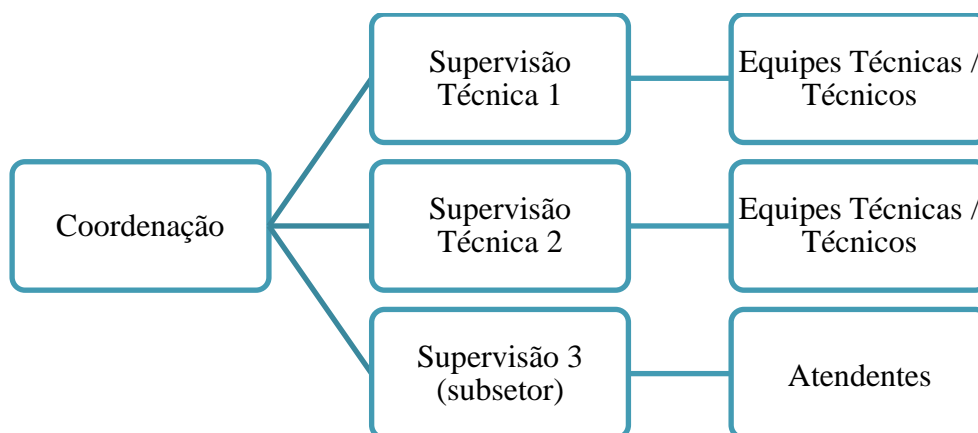 Supervisão
Técnica 1
Equipes Técnicas /
Técnicos
Coordenação
Supervisão
Técnica 2
Equipes Técnicas /
Técnicos
Supervisão 3
(subsetor)
Atendentes